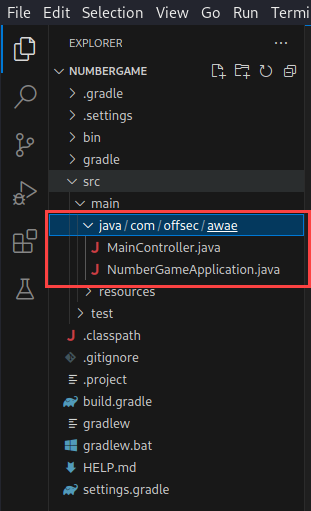 File Edit Selection View Go Run Termi
EXPLORER
NUMBERGAME
.gradle
.settings
bin
gradle
src
main
java / com / offsec / awae
MainController.java
NumberGameApplication.java
resources
test
.classpath
.gitignore
.project
build.gradle
gradlew
gradlew.bat
HELP.md
settings.gradle